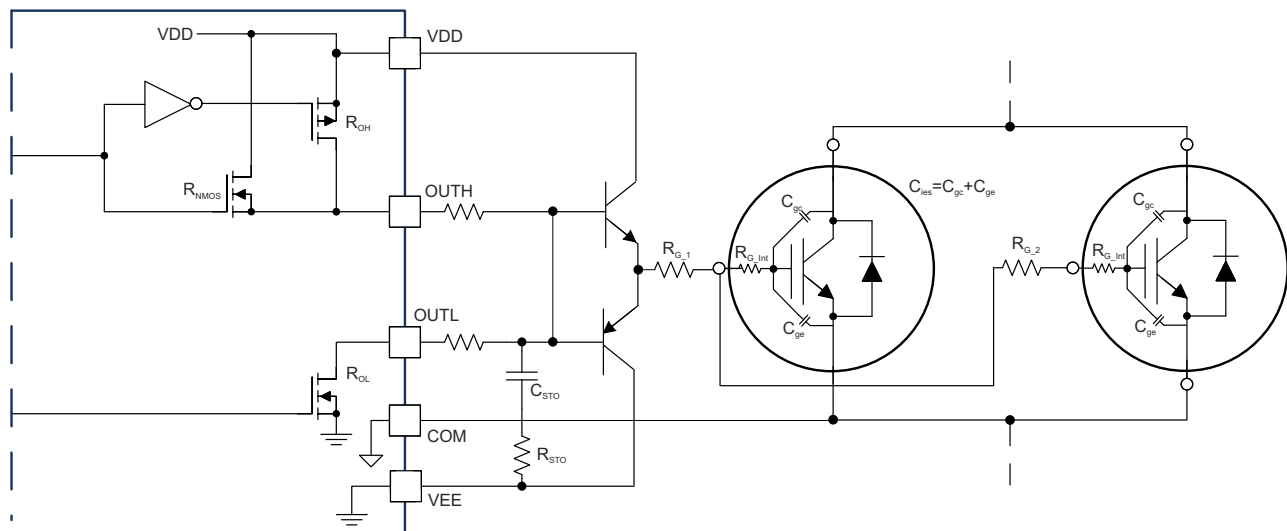 VDD
VDD
R_OH
R_NMOS
OUTH
C_ies=C_gc+C_ge
C_gc
C_gc
R_G_1
R_G_Int
R_G_2
R_G_Int
C_ge
C_ge
OUTL
R_OL
C_STO
COM
R_STO
VEE